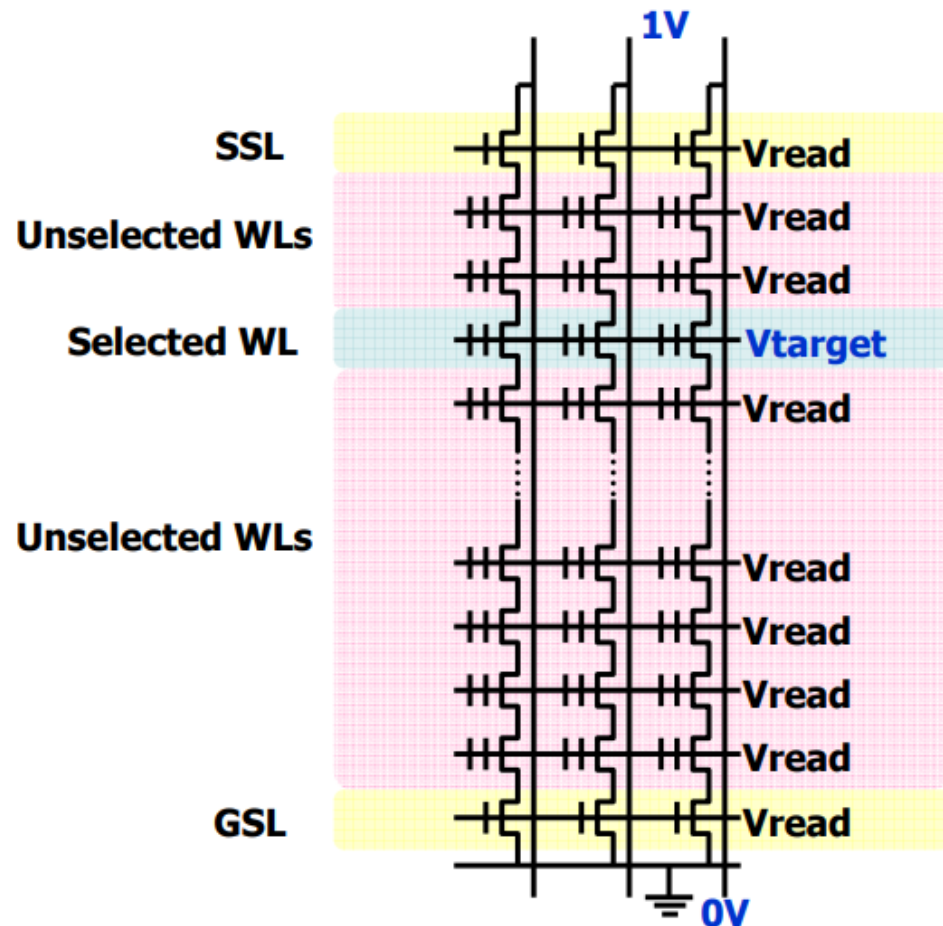 1V
SSL Vread
Unselected WLs Vread
Vread
Selected WL Vtarget
Vread
Unselected WLs
Vread
Vread
Vread
Vread
GSL Vread
0V